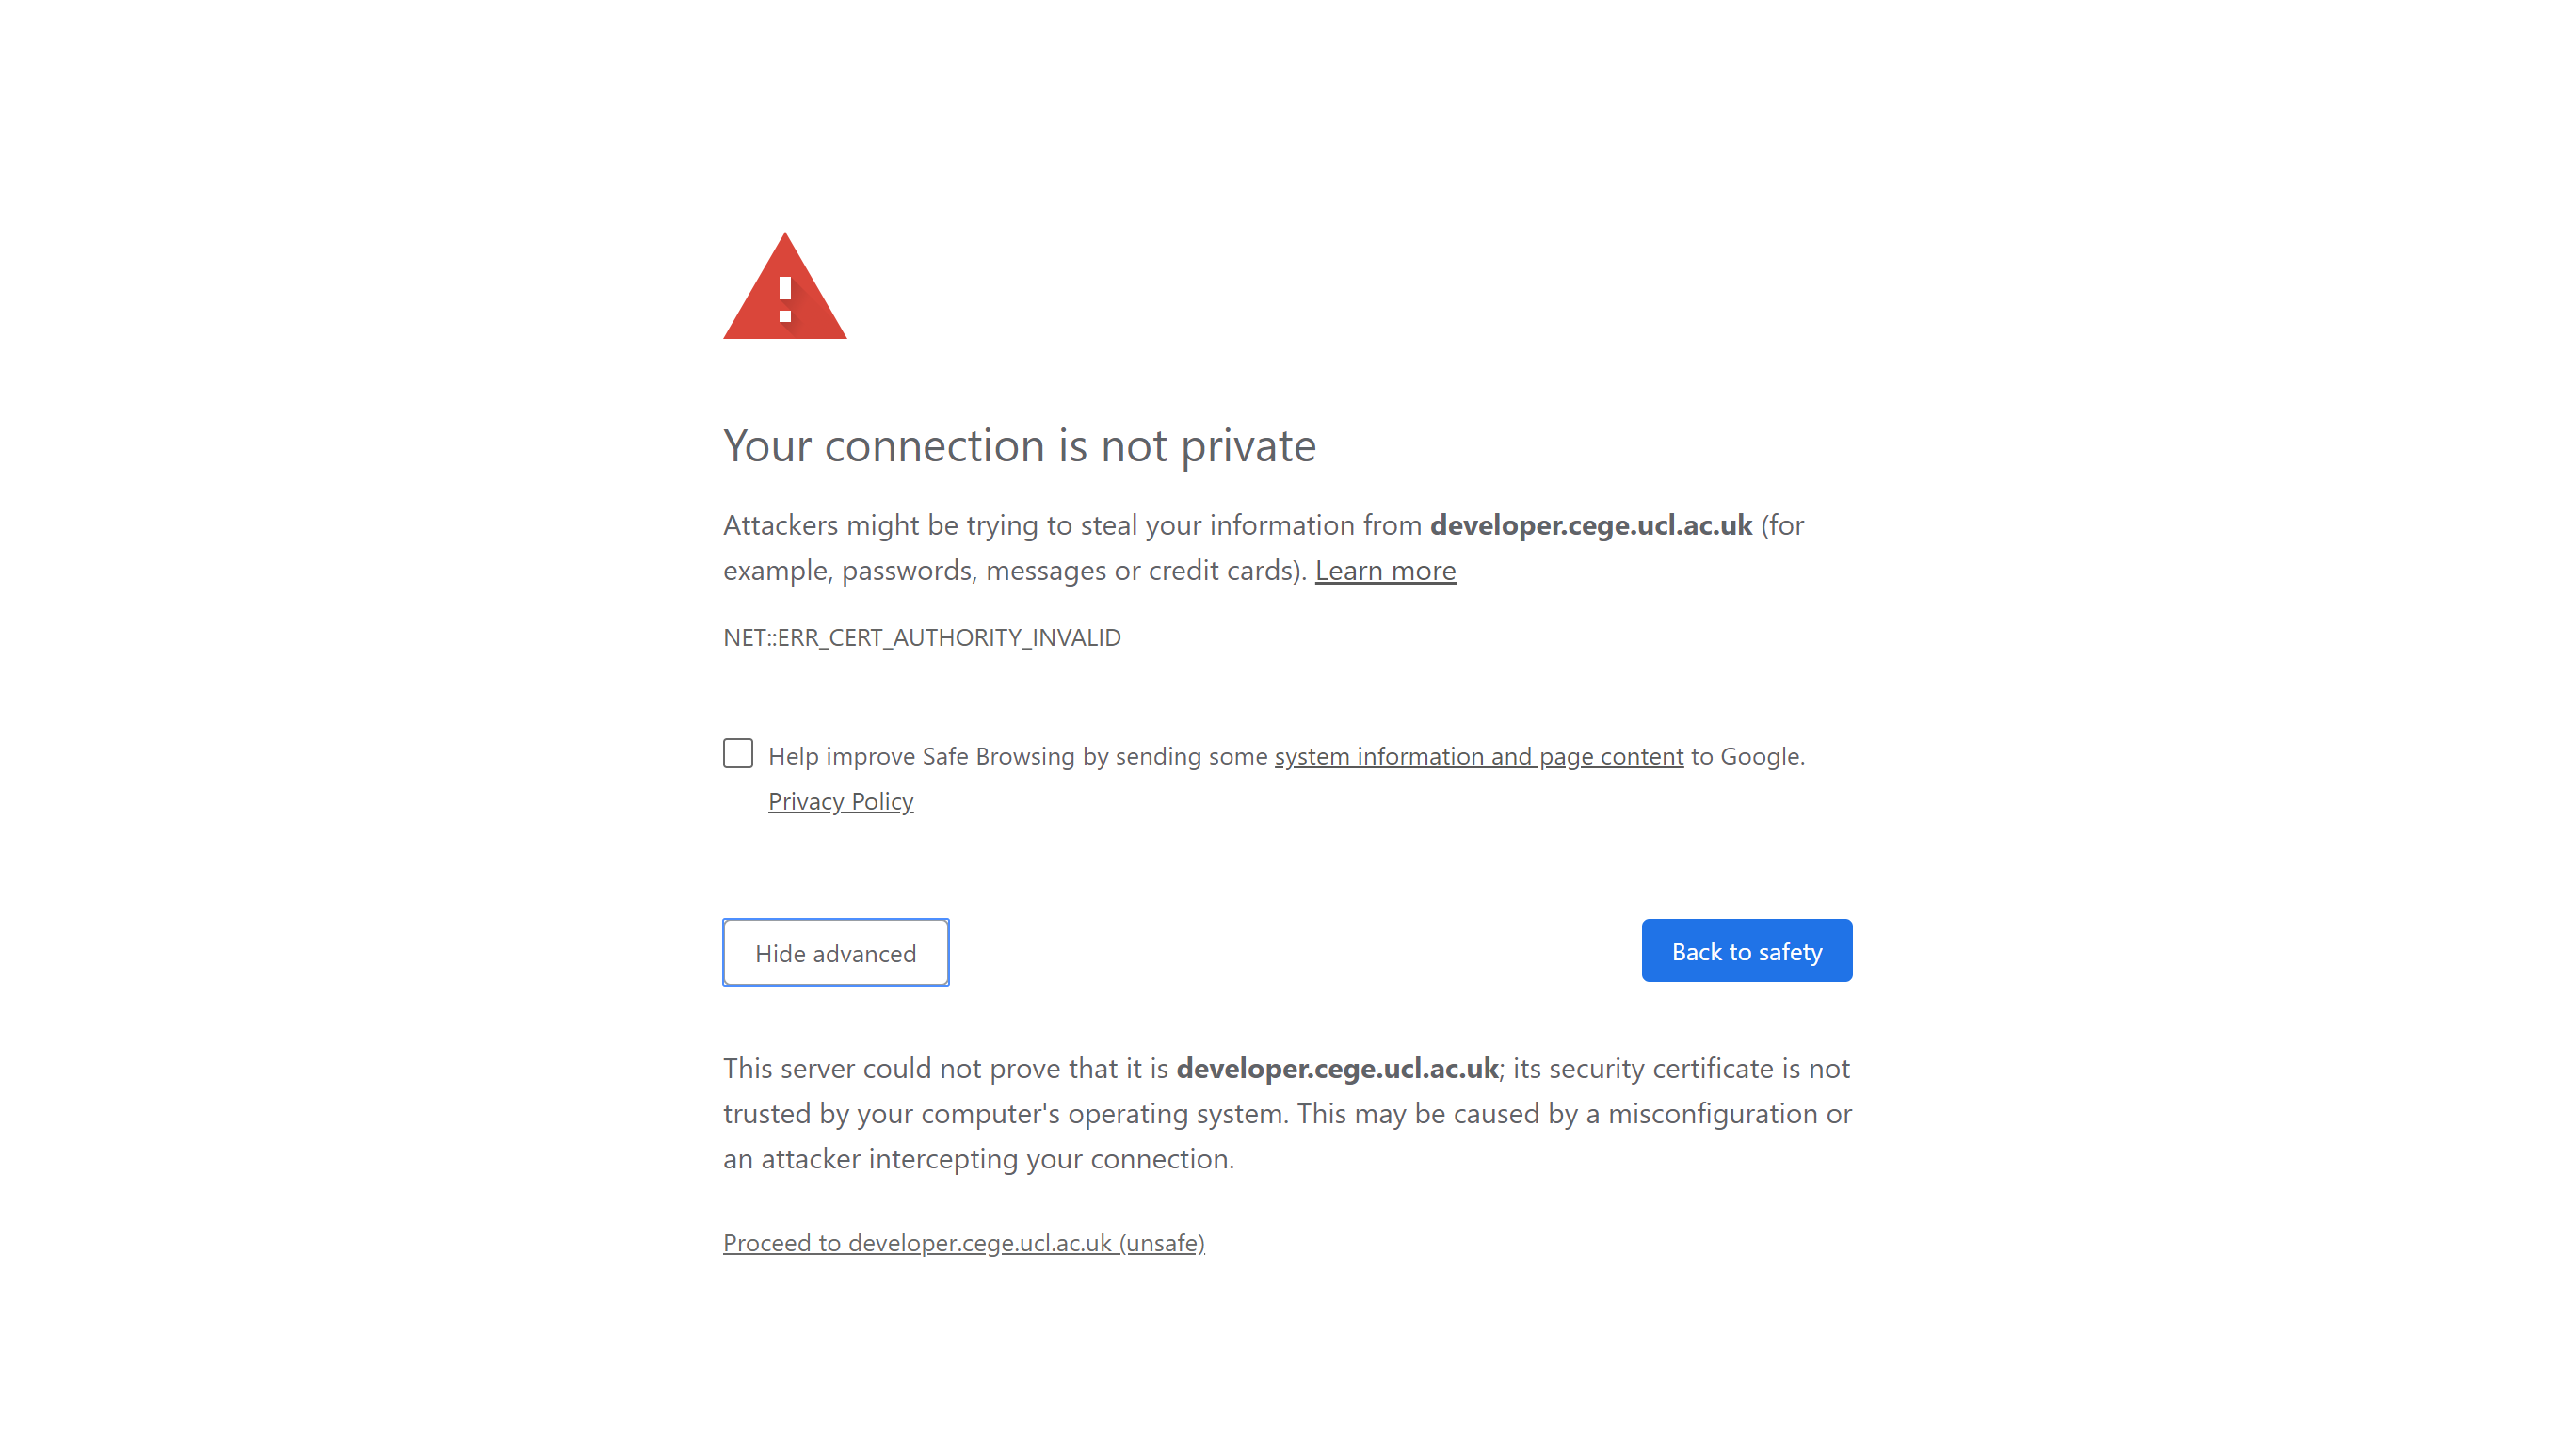 Your connection is not private
Attackers might be trying to steal your information from developer.cege.ucl.ac.uk (for
example, passwords, messages or credit cards). Learn more
NET::ERR_CERT_AUTHORITY_INVALID
Help improve Safe Browsing by sending some system information and page content to Google.
Privacy Policy
Hide advanced
Back to safety
This server could not prove that it is developer.cege.ucl.ac.uk; its security certificate is not
trusted by your computer's operating system. This may be caused by a misconfiguration or
an attacker intercepting your connection.
Proceed to developer.cege.ucl.ac.uk (unsafe)